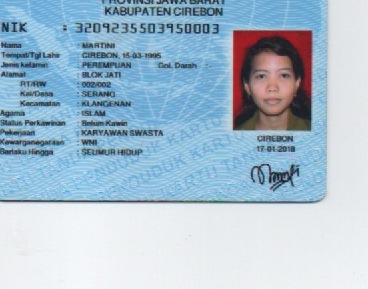 PROVINSI JAWA BARAT
KABUPATEN CIREBON
NIK : 3209235503950003
Nama : MARTINI
Tempat/Tgl Lahir : CIREBON, 15-03-1995
Jenis kelamin : PEREMPUAN Gol. Darah
Alamat : BLOK JATI
RT/RW : 002/002
Kel/Desa : SERANG
Kecamatan : KLANGENAN
Agama : ISLAM
Status Perkawinan : Belum Kawin
Pekerjaan : KARYAWAN SWASTA
Kewarganegaraan : WNI
Berlaku Hingga : SEUMUR HIDUP
CIREBON
17-01-2018